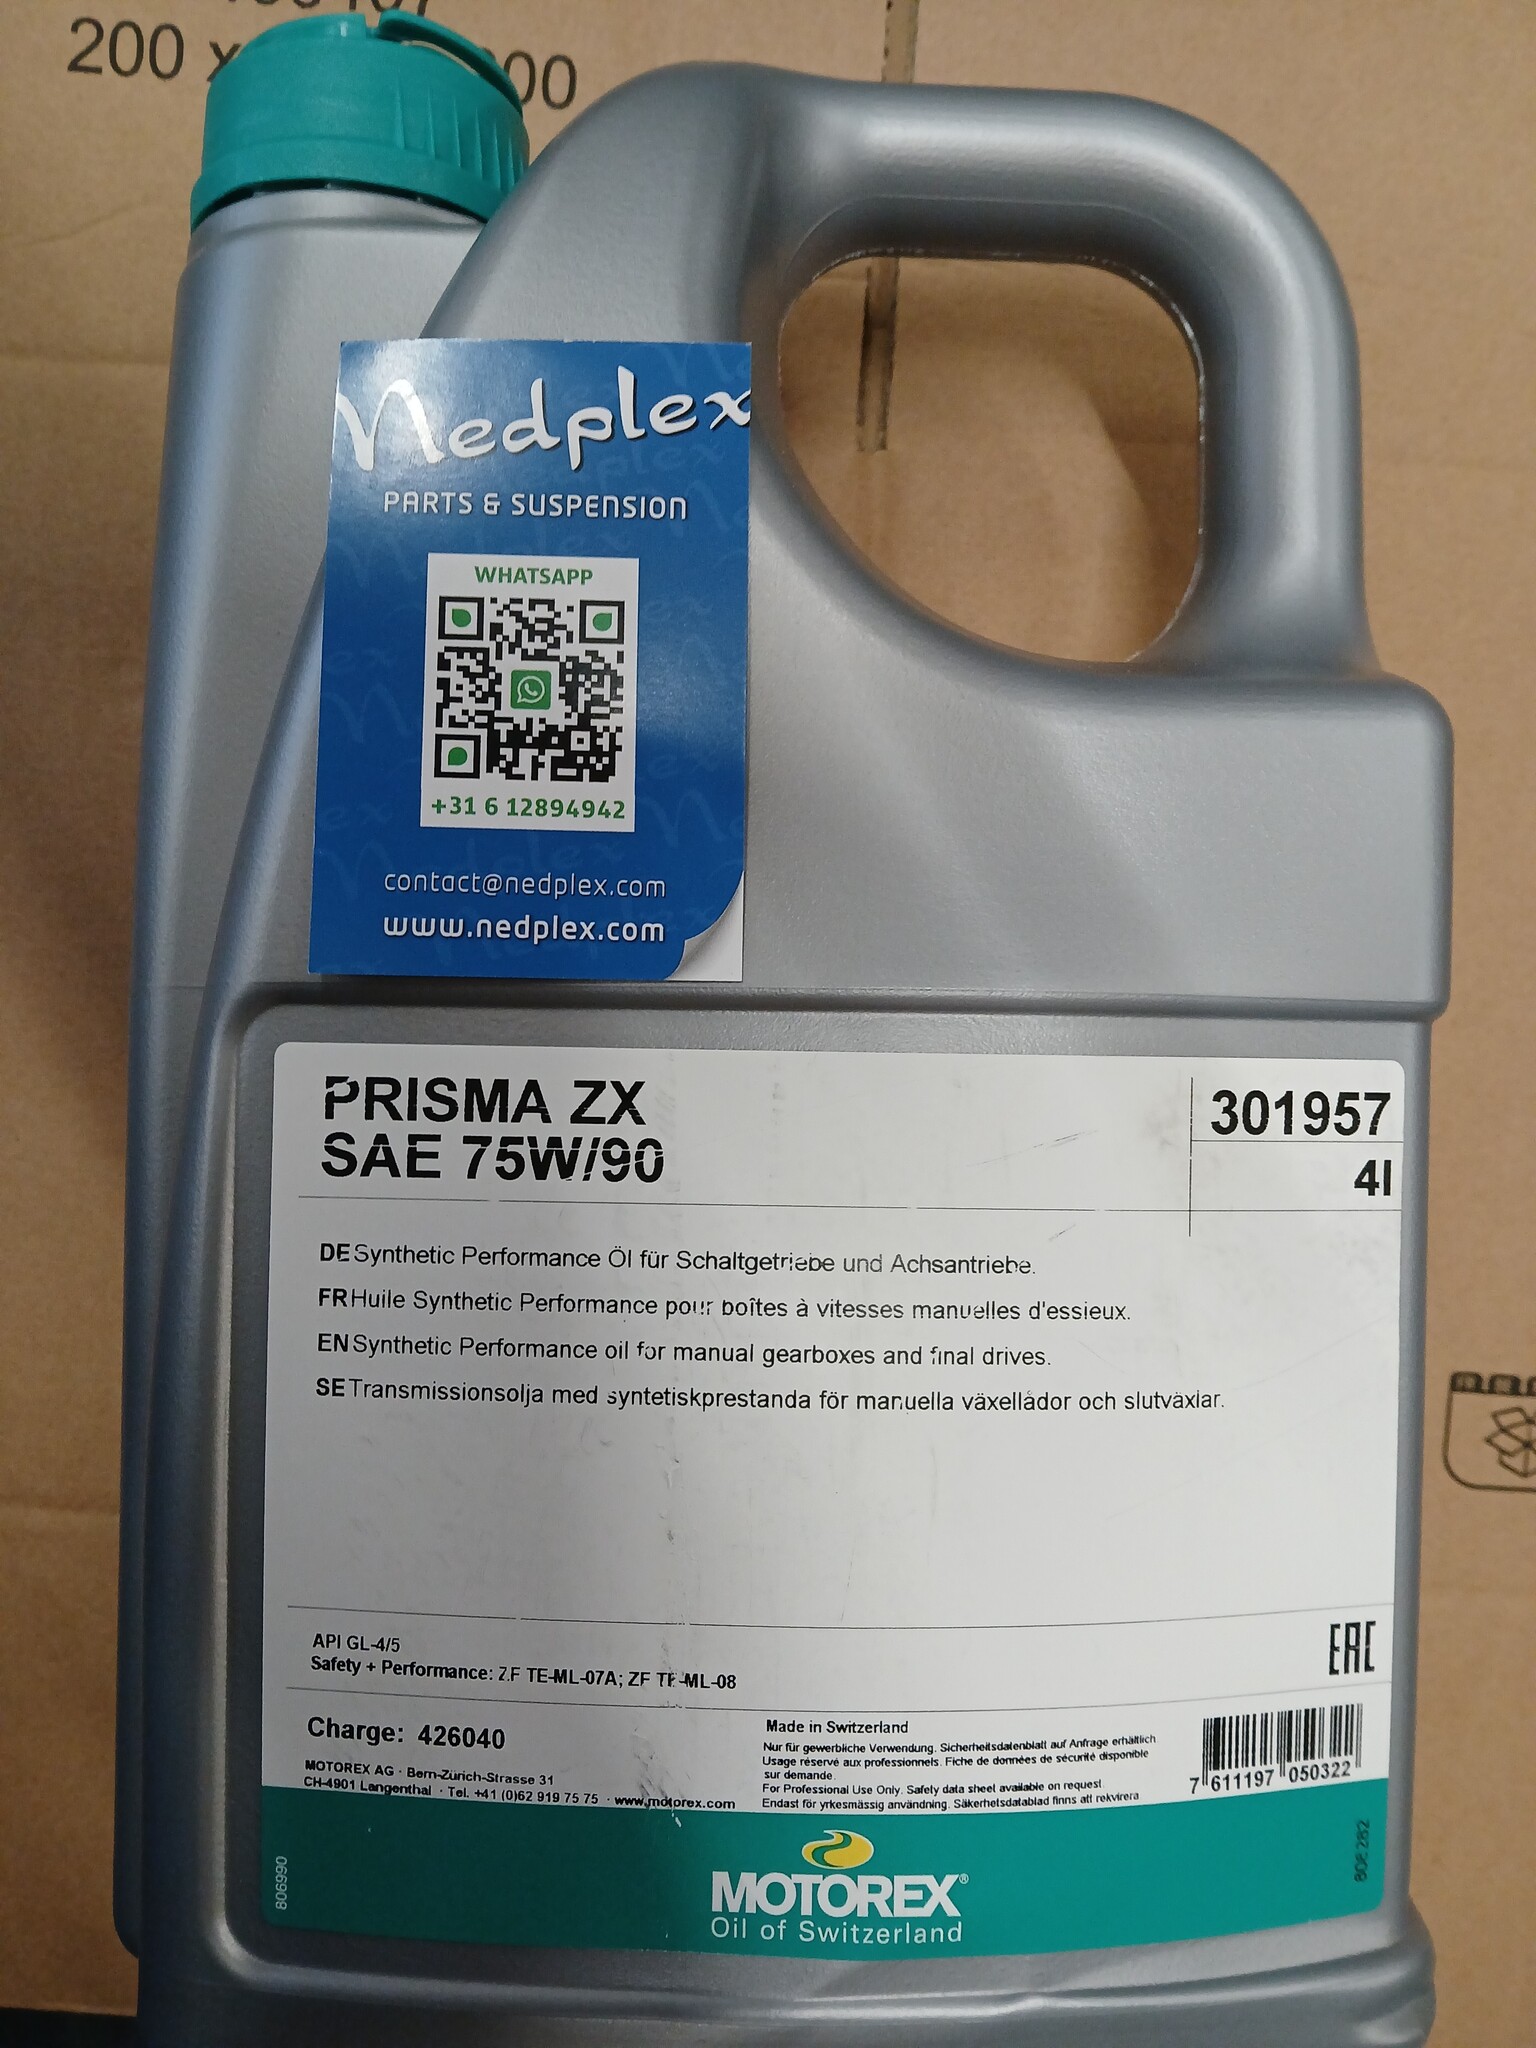 200 x
00
Nedplex
PARTS & SUSPENSION
WHATSAPP
+31 6 12894942
contact@nedplex.com
www.nedplex.com
PRISMA ZX
SAE 75W/90
301957
4l
DE Synthetic Performance Öl für Schaltgetriebe und Achsantriebe.
FR Huile Synthetic Performance pour boîtes à vitesses manuelles d'essieux.
EN Synthetic Performance oil for manual gearboxes and final drives.
SE Transmissionsolja med syntetiskprestanda för manuella växellådor och slutväxlar.
API GL-4/5
Safety + Performance: ZF TE-ML-07A; ZF TE-ML-08
EAC
Charge: 426040
MOTOREX AG · Bern-Zürich-Strasse 31
CH-4901 Langenthal · Tel. +41 (0)62 919 75 75 · www.motorex.com
Made in Switzerland
Nur für gewerbliche Verwendung. Sicherheitsdatenblatt auf Anfrage erhältlich
Usage réservé aux professionnels. Fiche de données de sécurité disponible
sur demande.
For Professional Use Only. Safety data sheet available on request
Endast för yrkesmässig användning. Säkerhetsdatablad finns att rekvirera
7 611197 050322
806990
MOTOREX®
Oil of Switzerland